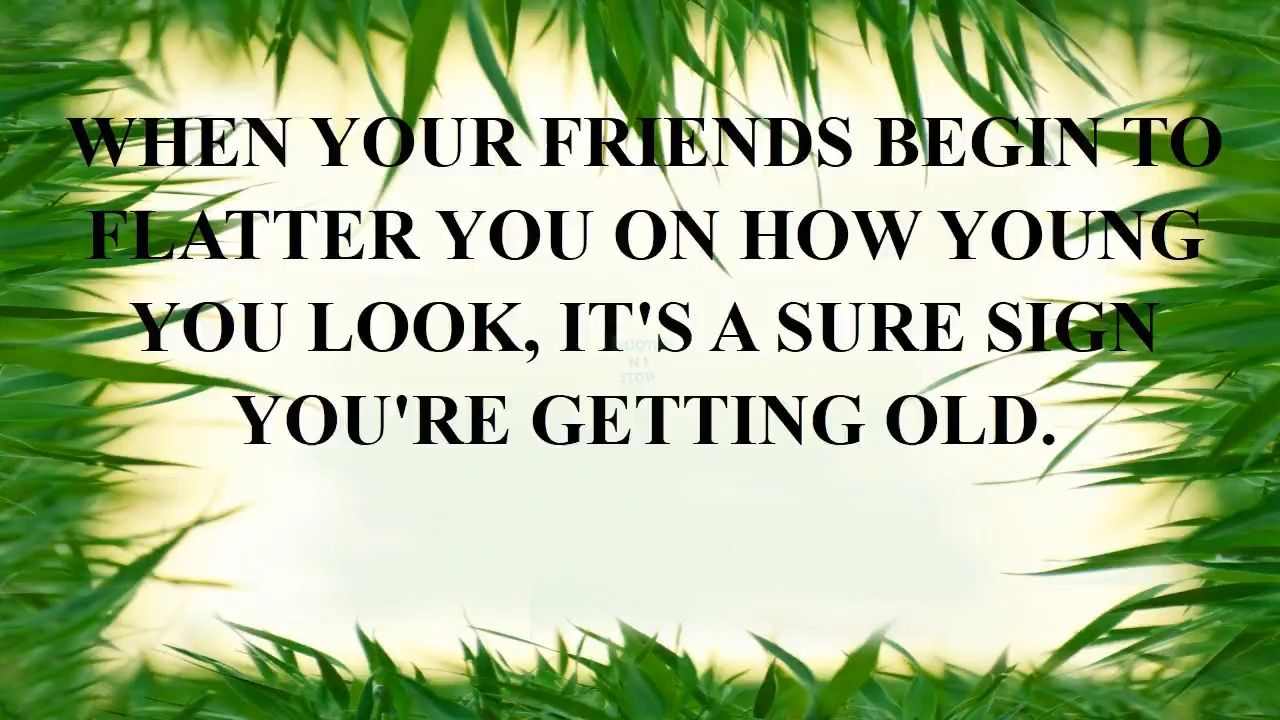 WHEN YOUR FRIENDS BEGIN TO
FLATTER YOU ON HOW YOUNG
YOU LOOK, IT'S A SURE SIGN
YOU'RE GETTING OLD.
STOP